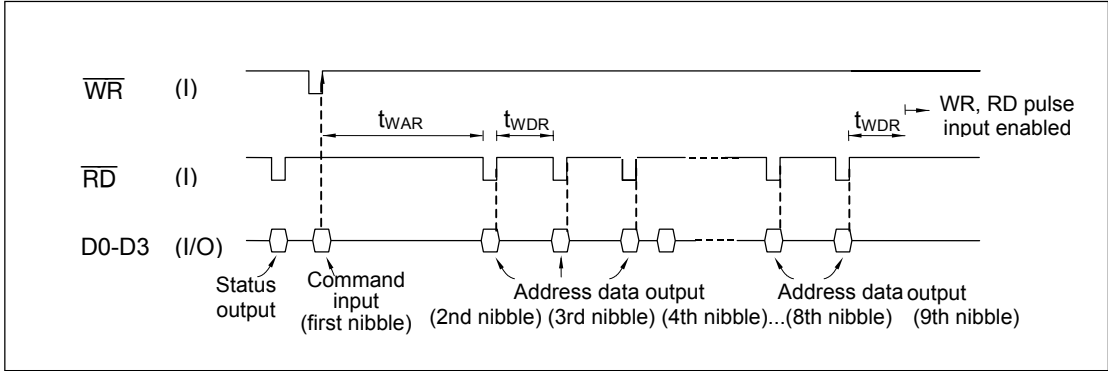 WR (I)
tWAR
tWDR
tWDR
WR, RD pulse
input enabled
RD (I)
D0-D3 (I/O)
Status
output
Command
input
(first nibble)
Address data output
(2nd nibble) (3rd nibble) (4th nibble)...(8th nibble) (9th nibble)
Address data output